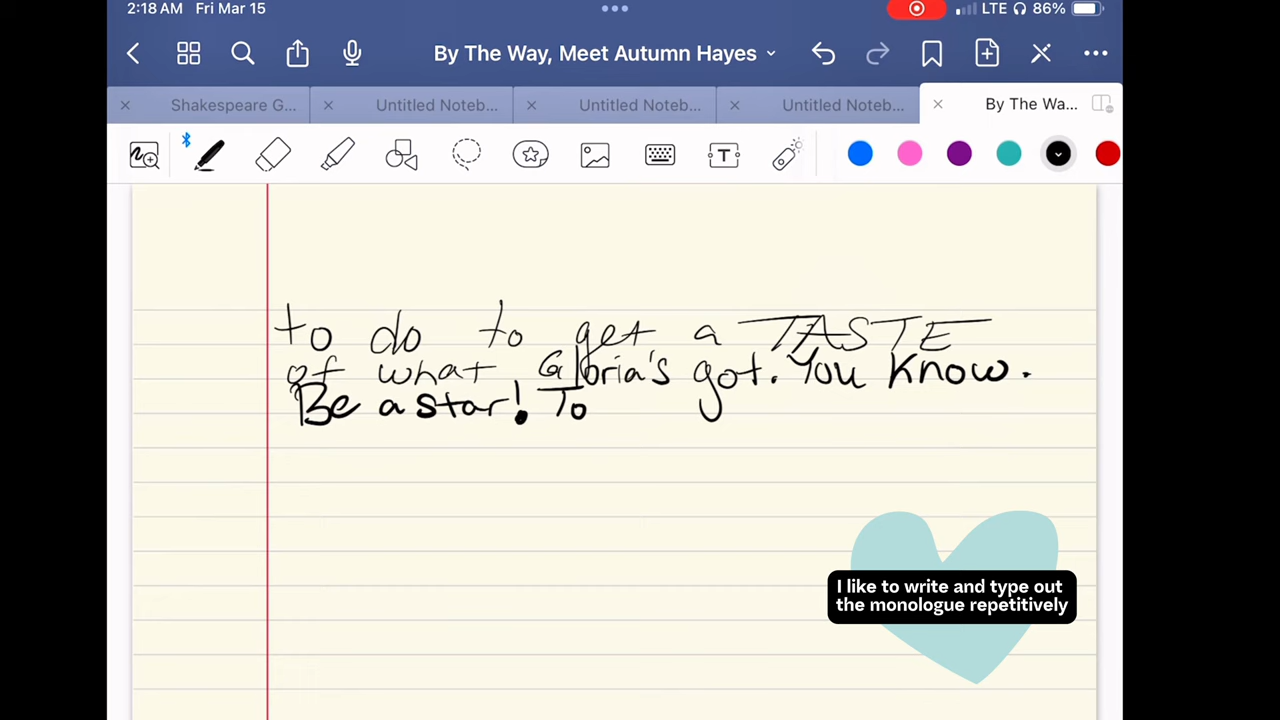 2:18 AM Fri Mar 15
LTE 86%
By The Way, Meet Autumn Hayes
Shakespeare G... Untitled Noteb... Untitled Noteb... Untitled Noteb... By The Wa...
T
to do to get a TASTE
of what Gloria's got. You know.
Be a star! To
I like to write and type out
the monologue repetitively